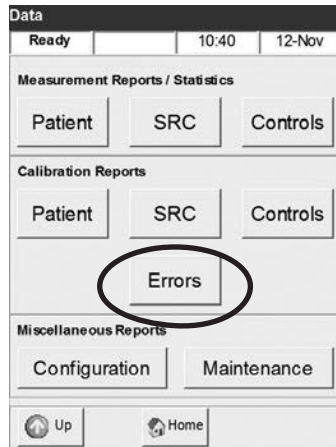 Data
Ready 10:40 12-Nov
Measurement Reports / Statistics
Patient SRC Controls
Calibration Reports
Patient SRC Controls
Errors
Miscellaneous Reports
Configuration Maintenance
Up Home